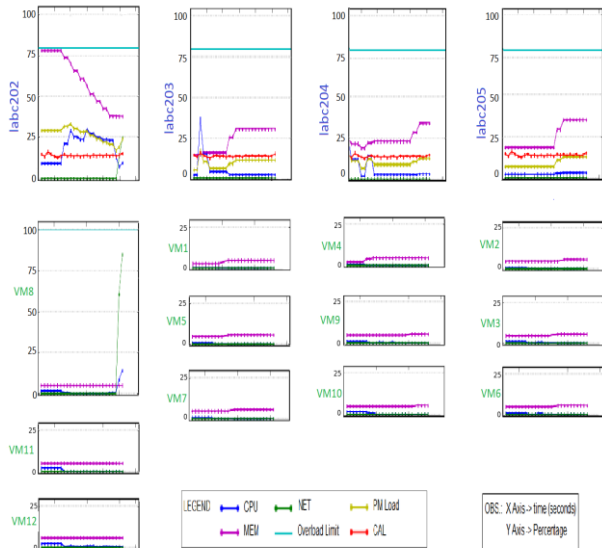 100 100 100 100
75 75 75 75
50 50 50 50
25 25 25 25
0 0 0 0
labc202 labc203 labc204 labc205
100
75
50
25
0
VM8
25
0
VM1
25
0
VM4
25
0
VM2
25
0
VM5
25
0
VM9
25
0
VM3
25
0
VM7
25
0
VM10
25
0
VM6
25
0
VM11
25
0
VM12
LEGEND CPU NET PM Load
MEM Overbad Limit CAL
OBS.: X Axis -> time (seconds)
Y Axis -> Percentage